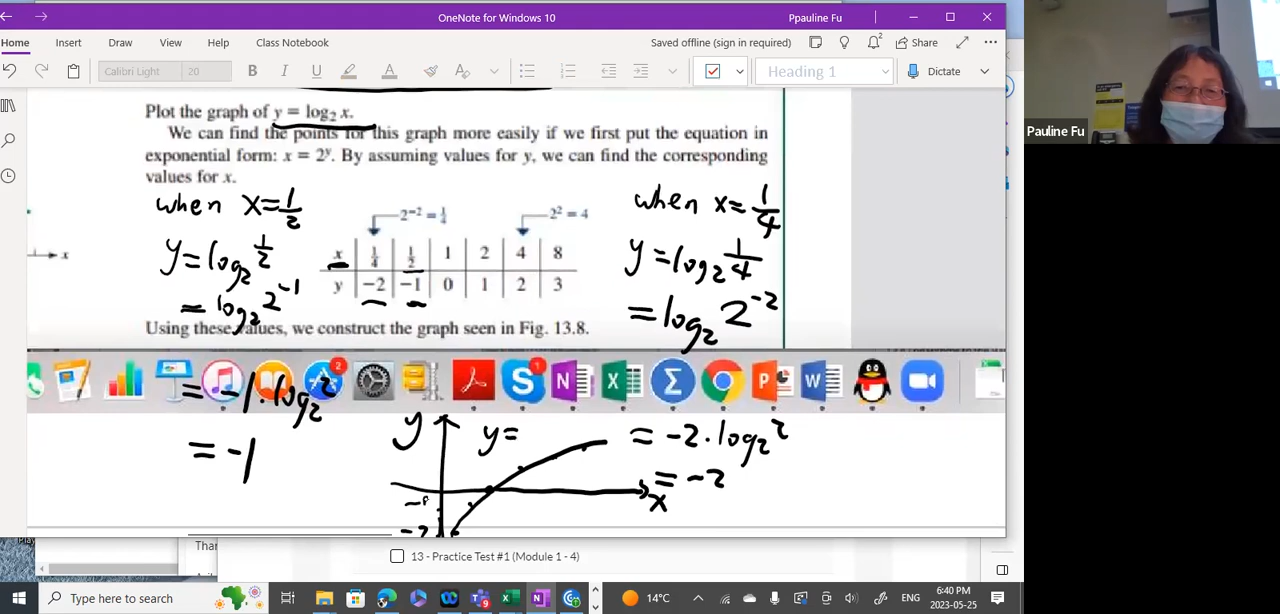 OneNote for Windows 10
Ppauline Fu
Home Insert Draw View Help Class Notebook
Saved offline (sign in required)
Share
Calibri Light 20
B I U
Heading 1
Dictate
Pauline Fu
Plot the graph of y = log₂ x.
We can find the points for this graph more easily if we first put the equation in
exponential form: x = 2ʸ. By assuming values for y, we can find the corresponding
values for x.
when x=1/2
y=log₂ 1/2
=log₂ 2⁻¹
=-1·log₂ 2
=-1
2⁻² = 1/4
2² = 4
x 1/4 1/2 1 2 4 8
y −2 −1 0 1 2 3
when x=1/4
y=log₂ 1/4
=log₂ 2⁻²
=-2·log₂ 2
=-2
Using these values, we construct the graph seen in Fig. 13.8.
x
2
1
y
y=
x
-2
13 - Practice Test #1 (Module 1 - 4)
Type here to search
14°C
ENG
6:40 PM
2023-05-25